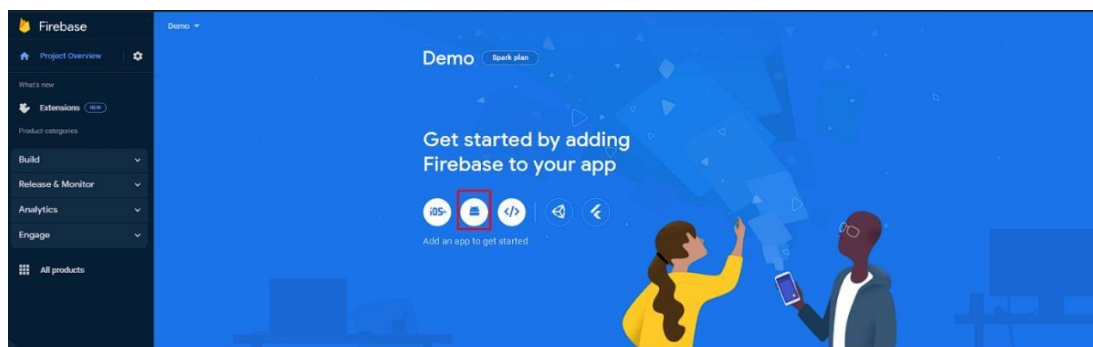 Firebase
Demo
Project Overview
Demo Spark plan
What's new
Extensions NEW
Product categories
Get started by adding
Firebase to your app
Build
Release & Monitor
Analytics
iOS+ </>
Engage
Add an app to get started
All products